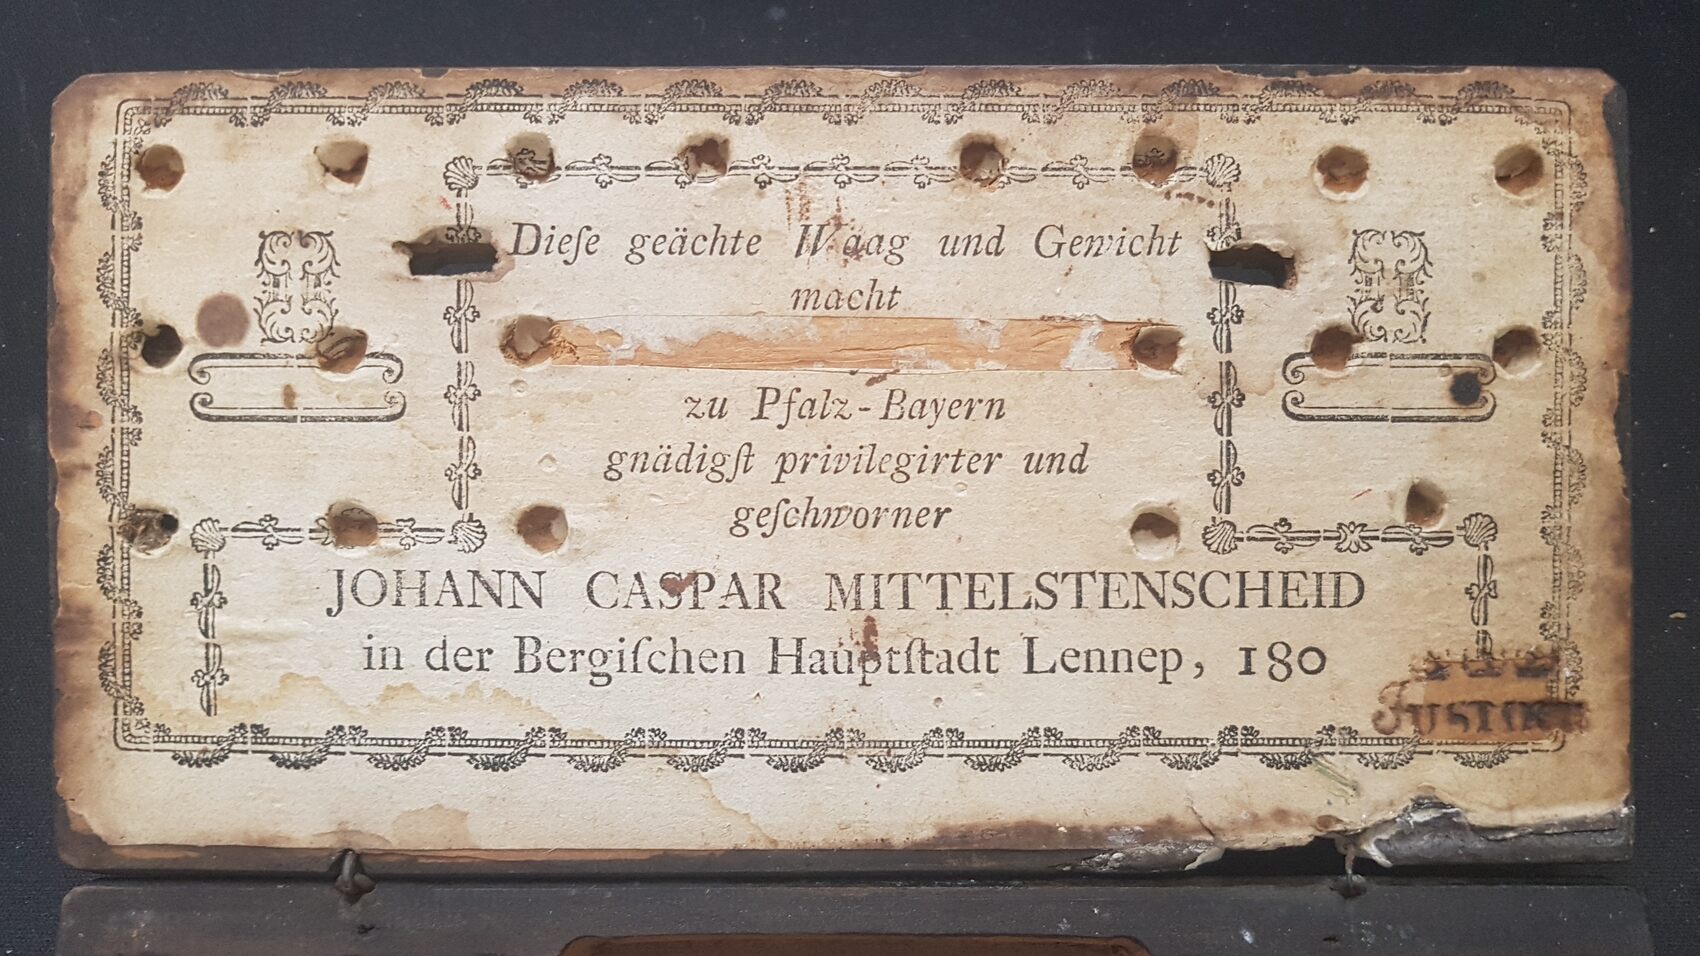 Dieſe geächte Waag und Gewicht
macht
zu Pfalz-Bayern
gnädigſt privilegirter und
geſchworner
JOHANN CASPAR MITTELSTENSCHEID
in der Bergiſchen Hauptſtadt Lennep, 180